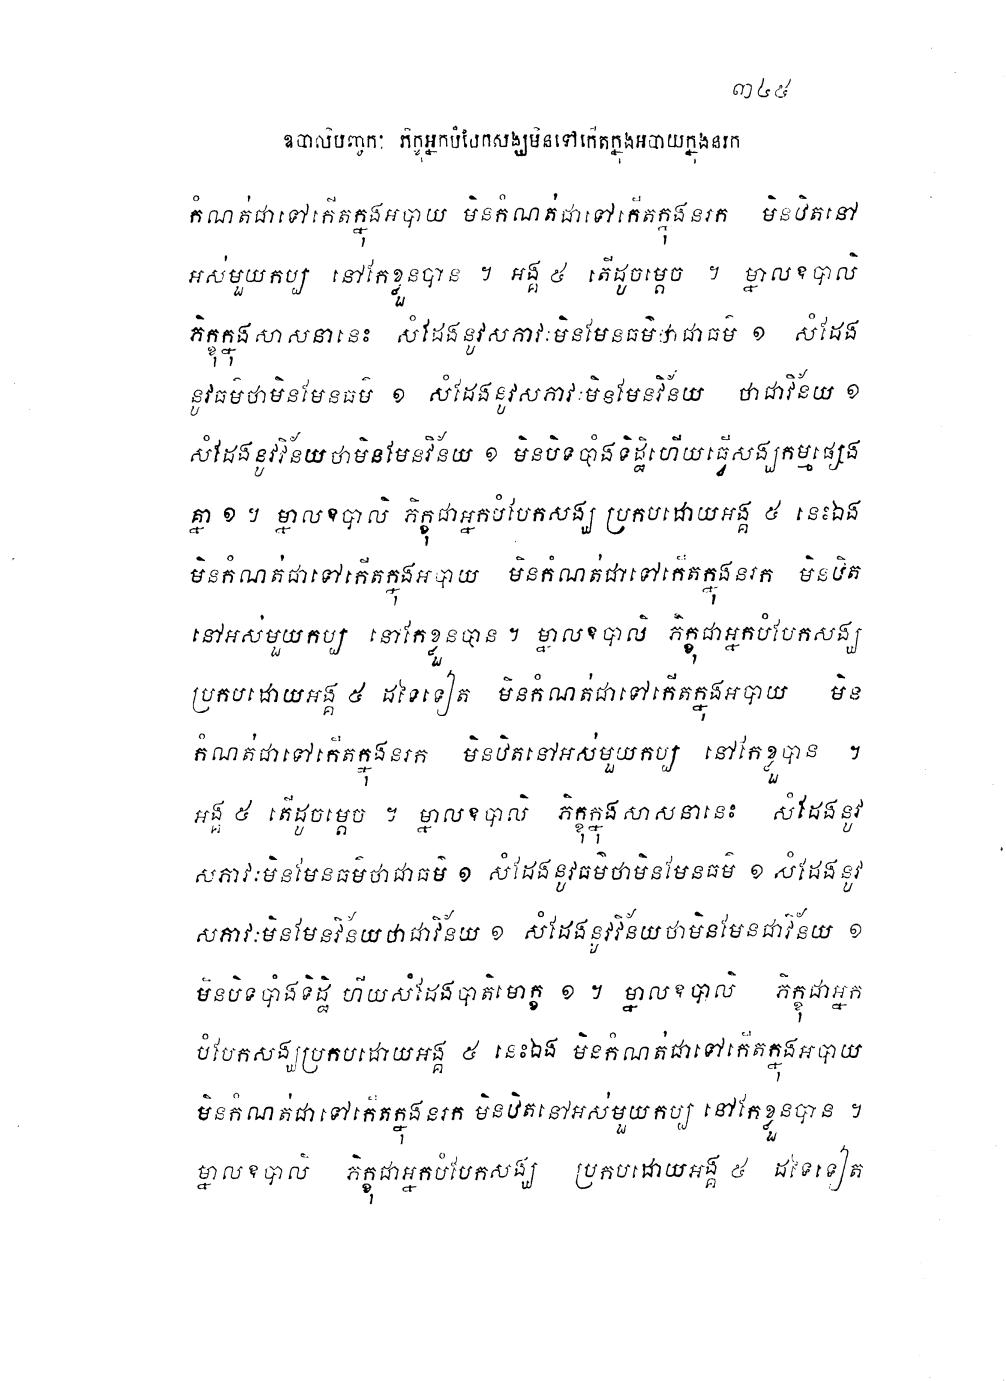 ៣៤៥
ឧបាលិបញ្ចកៈ ភិក្ខុអ្នកបំបែកសង្ឃមិនទៅកើតក្នុងអបាយក្នុងនរក
កំណត់ជាទៅកើតក្នុងអបាយ មិនកំណត់ជាទៅកើតក្នុងនរក មិនឋិតនៅ
អស់មួយកប្ប នៅកែខ្លួនបាន ។ អង្គ ៥ តើដូចម្តេច ។ ម្នាលឧបាលិ
ភិក្ខុក្នុងសាសនានេះ សំដែងនូវសភាវៈមិនមែនធម៌ថាជាធម៌ ១ សំដែង
នូវធម៌ថាមិនមែនធម៌ ១ សំដែងនូវសភាវៈមិនមែនវិន័យ ថាជាវិន័យ ១
សំដែងនូវវិន័យថាមិនមែនវិន័យ ១ មិនបិទបាំងទិដ្ឋិហើយធ្វើសង្ឃកម្មផ្សេង
គ្នា ១ ។ ម្នាលឧបាលិ ភិក្ខុជាអ្នកបំបែកសង្ឃ ប្រកបដោយអង្គ ៥ នេះឯង
មិនកំណត់ជាទៅកើតក្នុងអបាយ មិនកំណត់ជាទៅកើតក្នុងនរក មិនឋិត
នៅអស់មួយកប្ប នៅកែខ្លួនបាន ។ ម្នាលឧបាលិ ភិក្ខុជាអ្នកបំបែកសង្ឃ
ប្រកបដោយអង្គ ៥ ដទៃទៀត មិនកំណត់ជាទៅកើតក្នុងអបាយ មិន
កំណត់ជាទៅកើតក្នុងនរក មិនឋិតនៅអស់មួយកប្ប នៅកែខ្លួនបាន ។
អង្គ ៥ តើដូចម្តេច ។ ម្នាលឧបាលិ ភិក្ខុក្នុងសាសនានេះ សំដែងនូវ
សភាវៈមិនមែនធម៌ថាជាធម៌ ១ សំដែងនូវធម៌ថាមិនមែនធម៌ ១ សំដែងនូវ
សភាវៈមិនមែនវិន័យថាជាវិន័យ ១ សំដែងនូវវិន័យថាមិនមែនជាវិន័យ ១
មិនបិទបាំងទិដ្ឋិ ហើយសំដែងបាតិមោក្ខ ១ ។ ម្នាលឧបាលិ ភិក្ខុជាអ្នក
បំបែកសង្ឃប្រកបដោយអង្គ ៥ នេះឯង មិនកំណត់ជាទៅកើតក្នុងអបាយ
មិនកំណត់ជាទៅកើតក្នុងនរក មិនឋិតនៅអស់មួយកប្ប នៅកែខ្លួនបាន ។
ម្នាលឧបាលិ ភិក្ខុជាអ្នកបំបែកសង្ឃ ប្រកបដោយអង្គ ៥ ដទៃទៀត